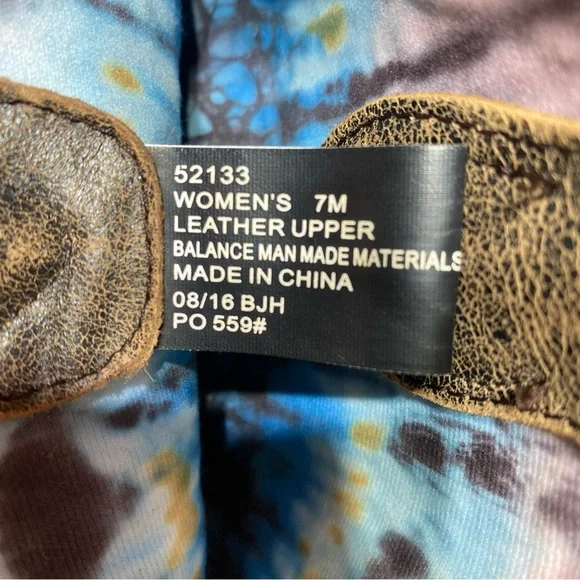 52133
WOMEN'S 7M
LEATHER UPPER
BALANCE MAN MADE MATERIALS
MADE IN CHINA
08/16 BJH
PO 559#